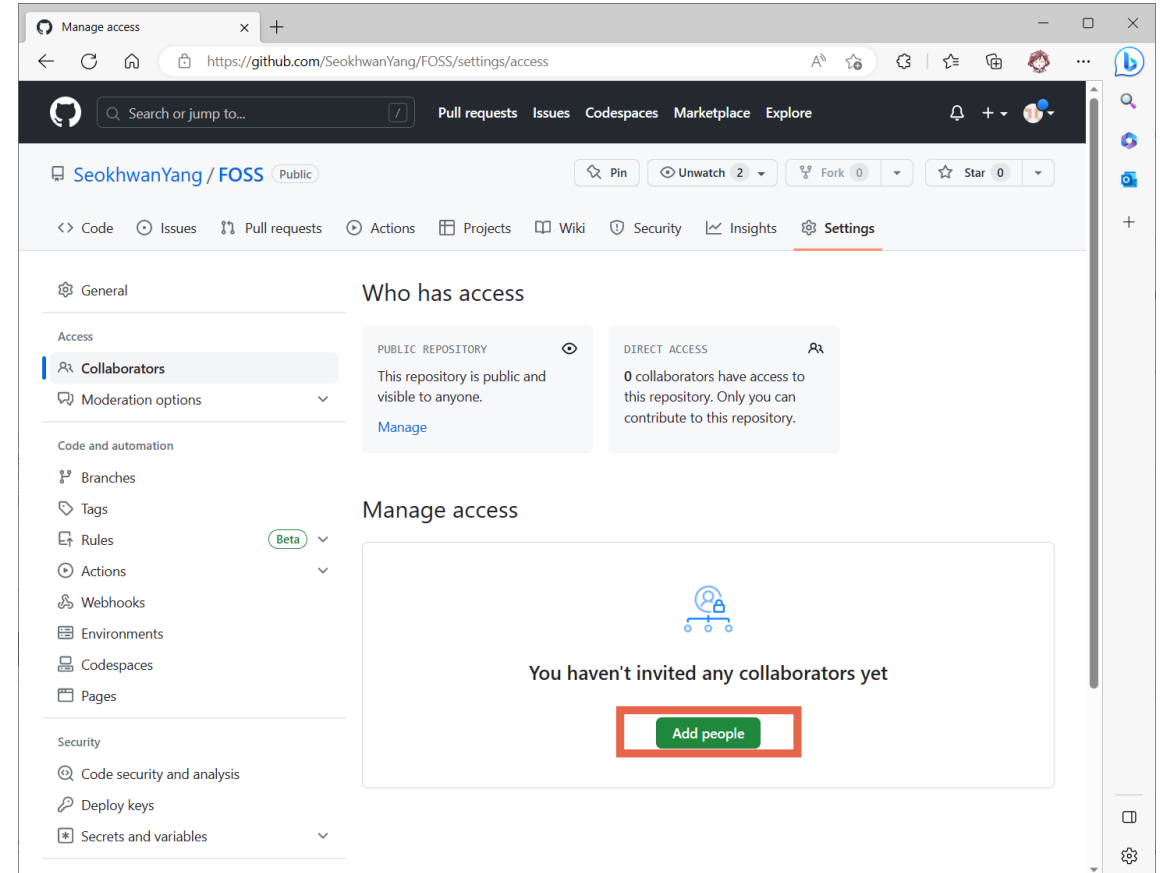 Manage access
https://github.com/SeokhwanYang/FOSS/settings/access
Search or jump to...
/
Pull requests Issues Codespaces Marketplace Explore
SeokhwanYang / FOSS Public
Pin
Unwatch 2
Fork 0
Star 0
Code Issues Pull requests Actions Projects Wiki Security Insights Settings
General
Access
Collaborators
Moderation options
Code and automation
Branches
Tags
Rules Beta
Actions
Webhooks
Environments
Codespaces
Pages
Security
Code security and analysis
Deploy keys
Secrets and variables
Who has access
PUBLIC REPOSITORY
This repository is public and
visible to anyone.
Manage
DIRECT ACCESS
0 collaborators have access to
this repository. Only you can
contribute to this repository.
Manage access
You haven't invited any collaborators yet
Add people